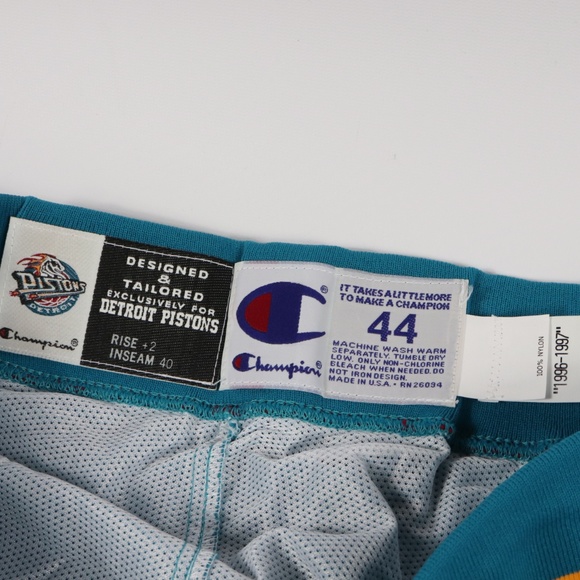 PISTONS
DETROIT
Champion
DESIGNED
&
TAILORED
EXCLUSIVELY FOR
DETROIT PISTONS
RISE +2
INSEAM 40
Champion
IT TAKES A LITTLE MORE
TO MAKE A CHAMPION
44
MACHINE WASH WARM
SEPARATELY. TUMBLE DRY
LOW. ONLY NON-CHLORINE
BLEACH WHEN NEEDED. DO
NOT IRON DESIGN.
MADE IN U.S.A. • RN 26094
100% NYLON
"1996-1997"